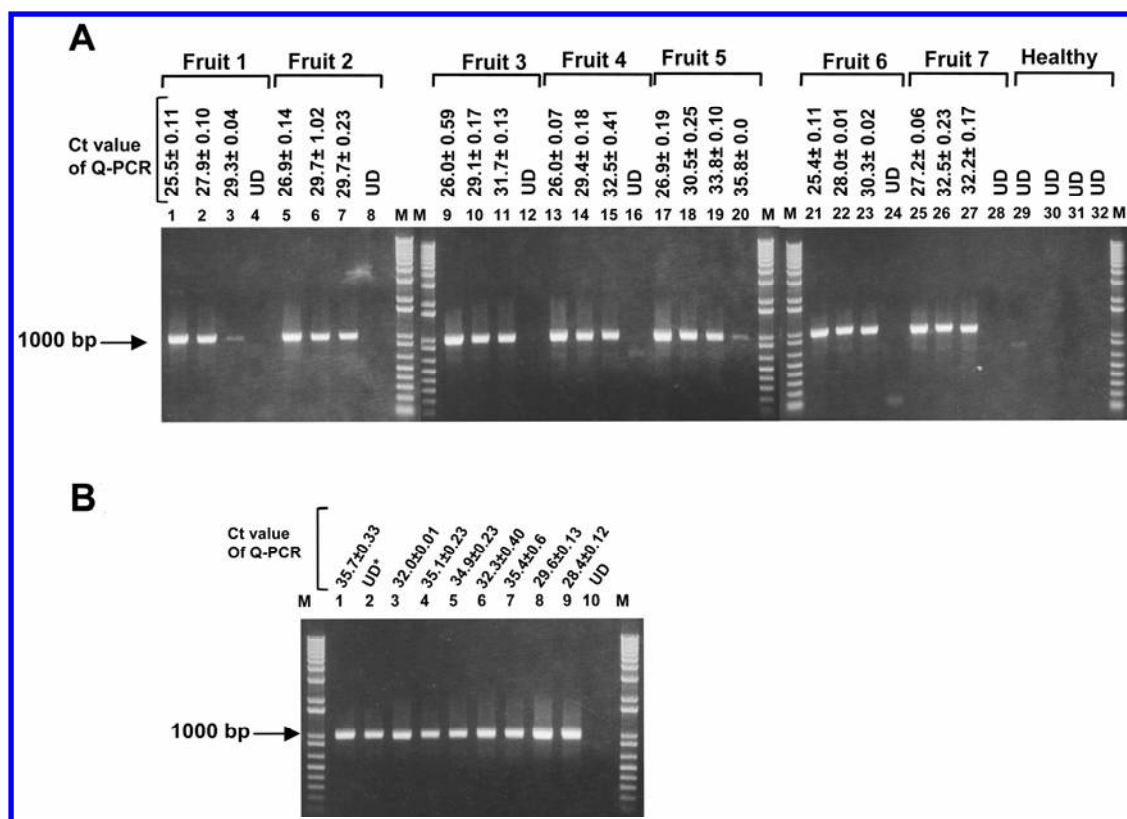 A
Fruit 1 Fruit 2 Fruit 3 Fruit 4 Fruit 5 Fruit 6 Fruit 7 Healthy
Ct value
of Q-PCR
25.5± 0.11
27.9± 0.10
29.3± 0.04
UD
26.9± 0.14
29.7± 1.02
29.7± 0.23
UD
26.0± 0.59
29.1± 0.17
31.7± 0.13
UD
26.0± 0.07
29.4± 0.18
32.5± 0.41
UD
26.9± 0.19
30.5± 0.25
33.8± 0.10
35.8± 0.0
25.4± 0.11
28.0± 0.01
30.3± 0.02
UD
27.2± 0.06
32.5± 0.23
32.2± 0.17
UD
UD
UD
UD
UD
1 2 3 4 5 6 7 8 M M 9 10 11 12 13 14 15 16 17 18 19 20 M M 21 22 23 24 25 26 27 28 29 30 31 32 M
1000 bp
B
Ct value
Of Q-PCR
35.7±0.33
UD*
32.0±0.01
35.1±0.23
34.9±0.23
32.3±0.40
35.4±0.6
29.6±0.13
28.4±0.12
UD
M 1 2 3 4 5 6 7 8 9 10 M
1000 bp